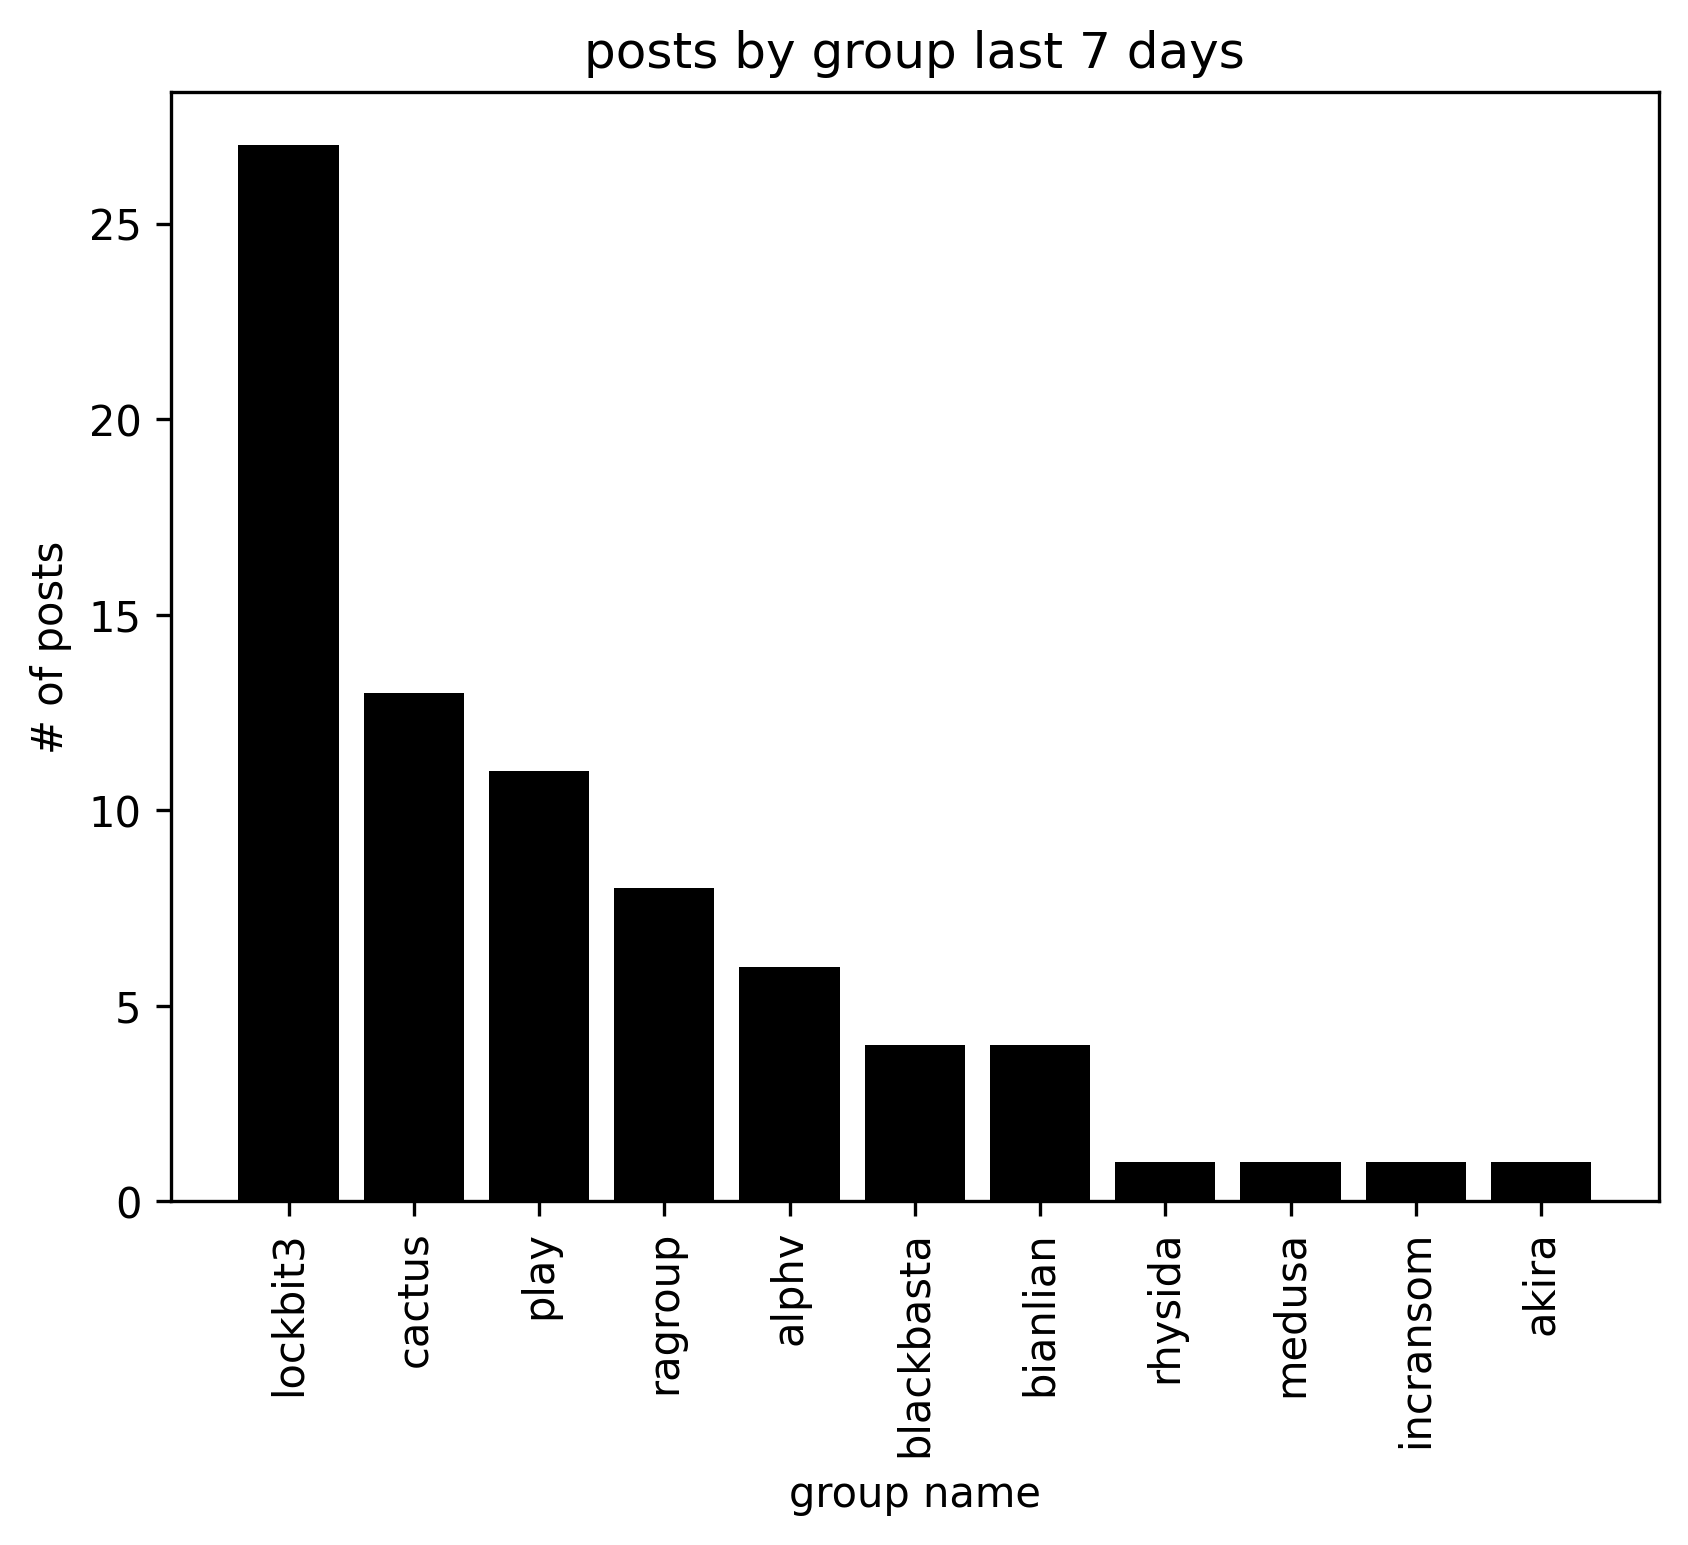 posts by group last 7 days
# of posts
25
20
15
10
5
0
lockbit3
cactus
play
ragroup
alphv
blackbasta
bianlian
rhysida
medusa
incransom
akira
group name